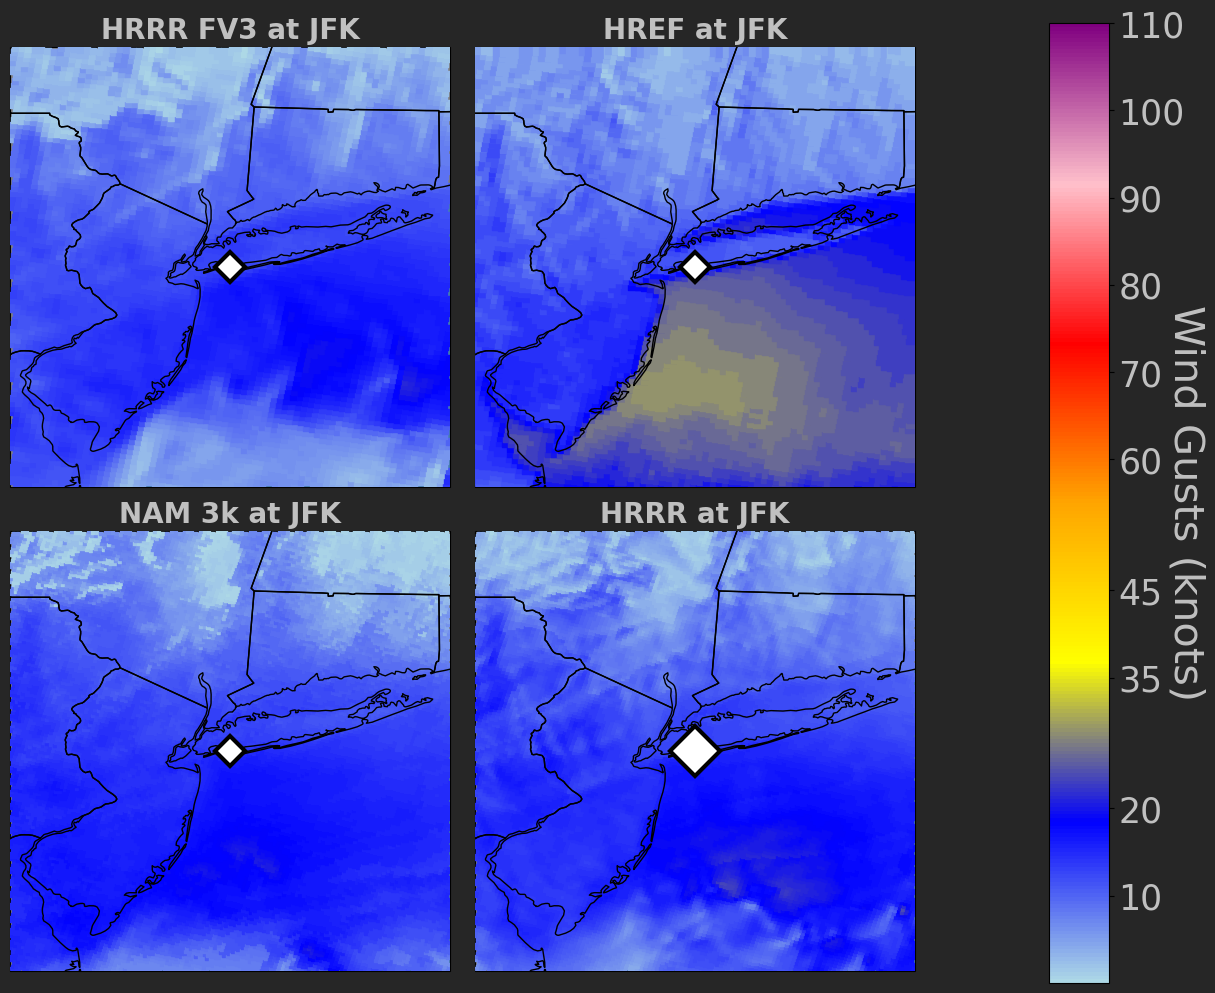 HRRR FV3 at JFK
HREF at JFK
NAM 3k at JFK
HRRR at JFK
110
100
90
80
70
60
45
35
20
10
Wind Gusts (knots)